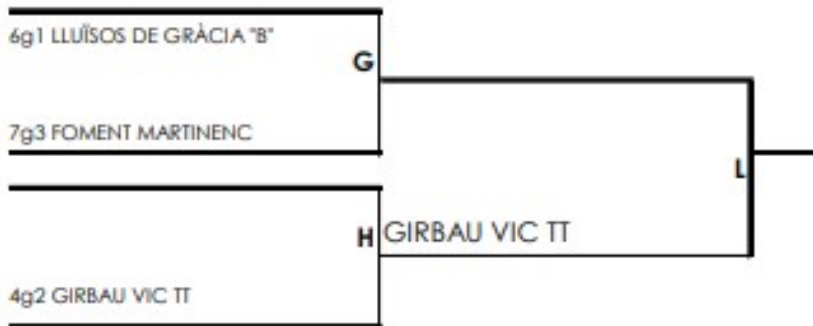 6g1 LLUÏSOS DE GRÀCIA "B"
G
7g3 FOMENT MARTINENC
L
H GIRBAU VIC TT
4g2 GIRBAU VIC TT